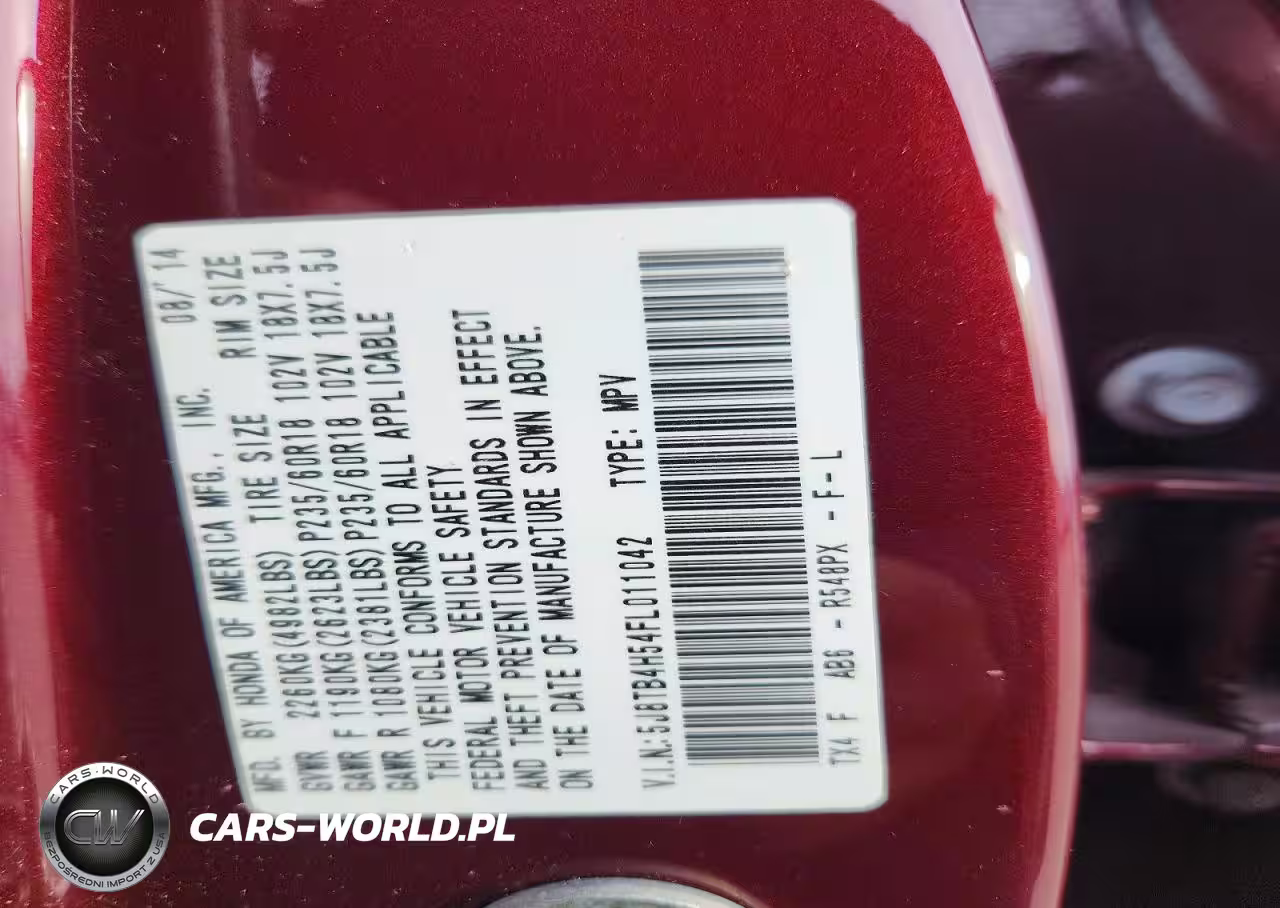 MFD. BY HONDA OF AMERICA MFG., INC. 08/'14
GVWR 2260KG(4982LBS) TIRE SIZE RIM SIZE
GAWR F 1190KG(2623LBS)P235/60R18 102V 18X7.5J
GAWR R 1080KG(2381LBS)P235/60R18 102V 18X7.5J
THIS VEHICLE CONFORMS TO ALL APPLICABLE
FEDERAL MOTOR VEHICLE SAFETY
AND THEFT PREVENTION STANDARDS IN EFFECT
ON THE DATE OF MANUFACTURE SHOWN ABOVE.
V.I.N.:5J8TB4H54FL011042 TYPE: MPV
TX4 F AB6 -R548PX -F-L
CARS-WORLD
CW
BEZPOŚREDNI IMPORT Z USA
CARS-WORLD.PL